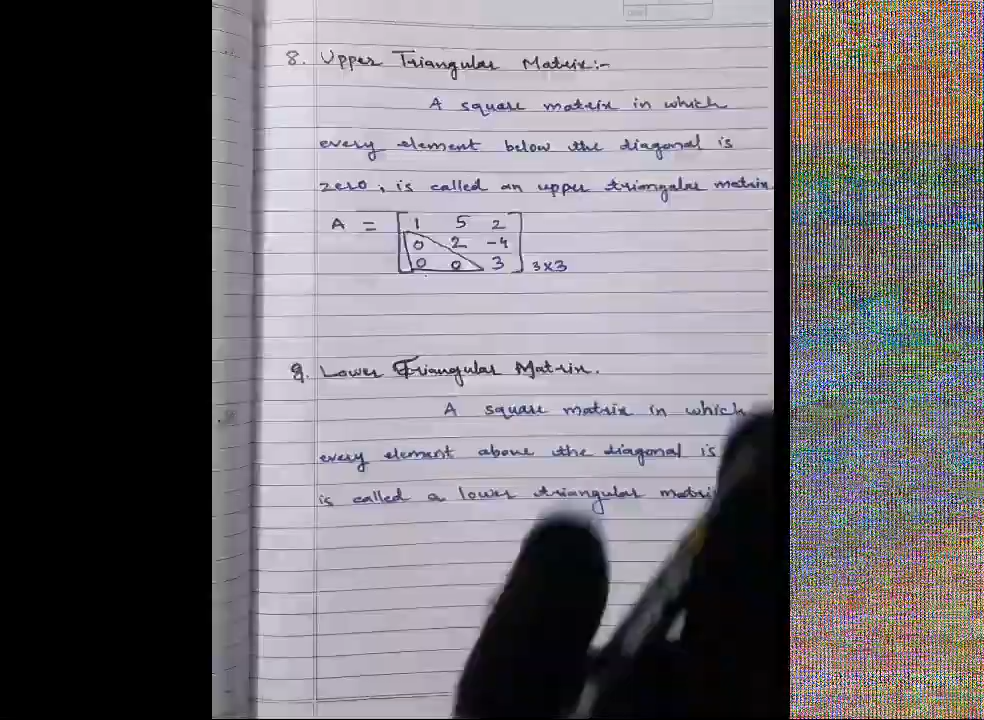 8. Upper Triangular Matrix:-
A square matrix in which
every element below the diagonal is
zero, is called an upper triangular matrix
A = [1 5 2
0 2 -4
0 0 3] 3x3
9. Lower Triangular Matrix.
A square matrix in which
every element above the diagonal is
is called a lower triangular matri